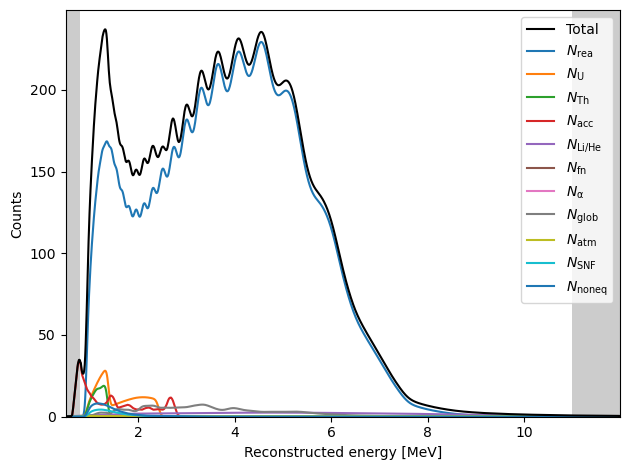 Total
N_rea
N_U
N_Th
N_acc
N_Li/He
N_fn
N_α
N_glob
N_atm
N_SNF
N_noneq
200
150
100
50
0
Counts
2 4 6 8 10
Reconstructed energy [MeV]